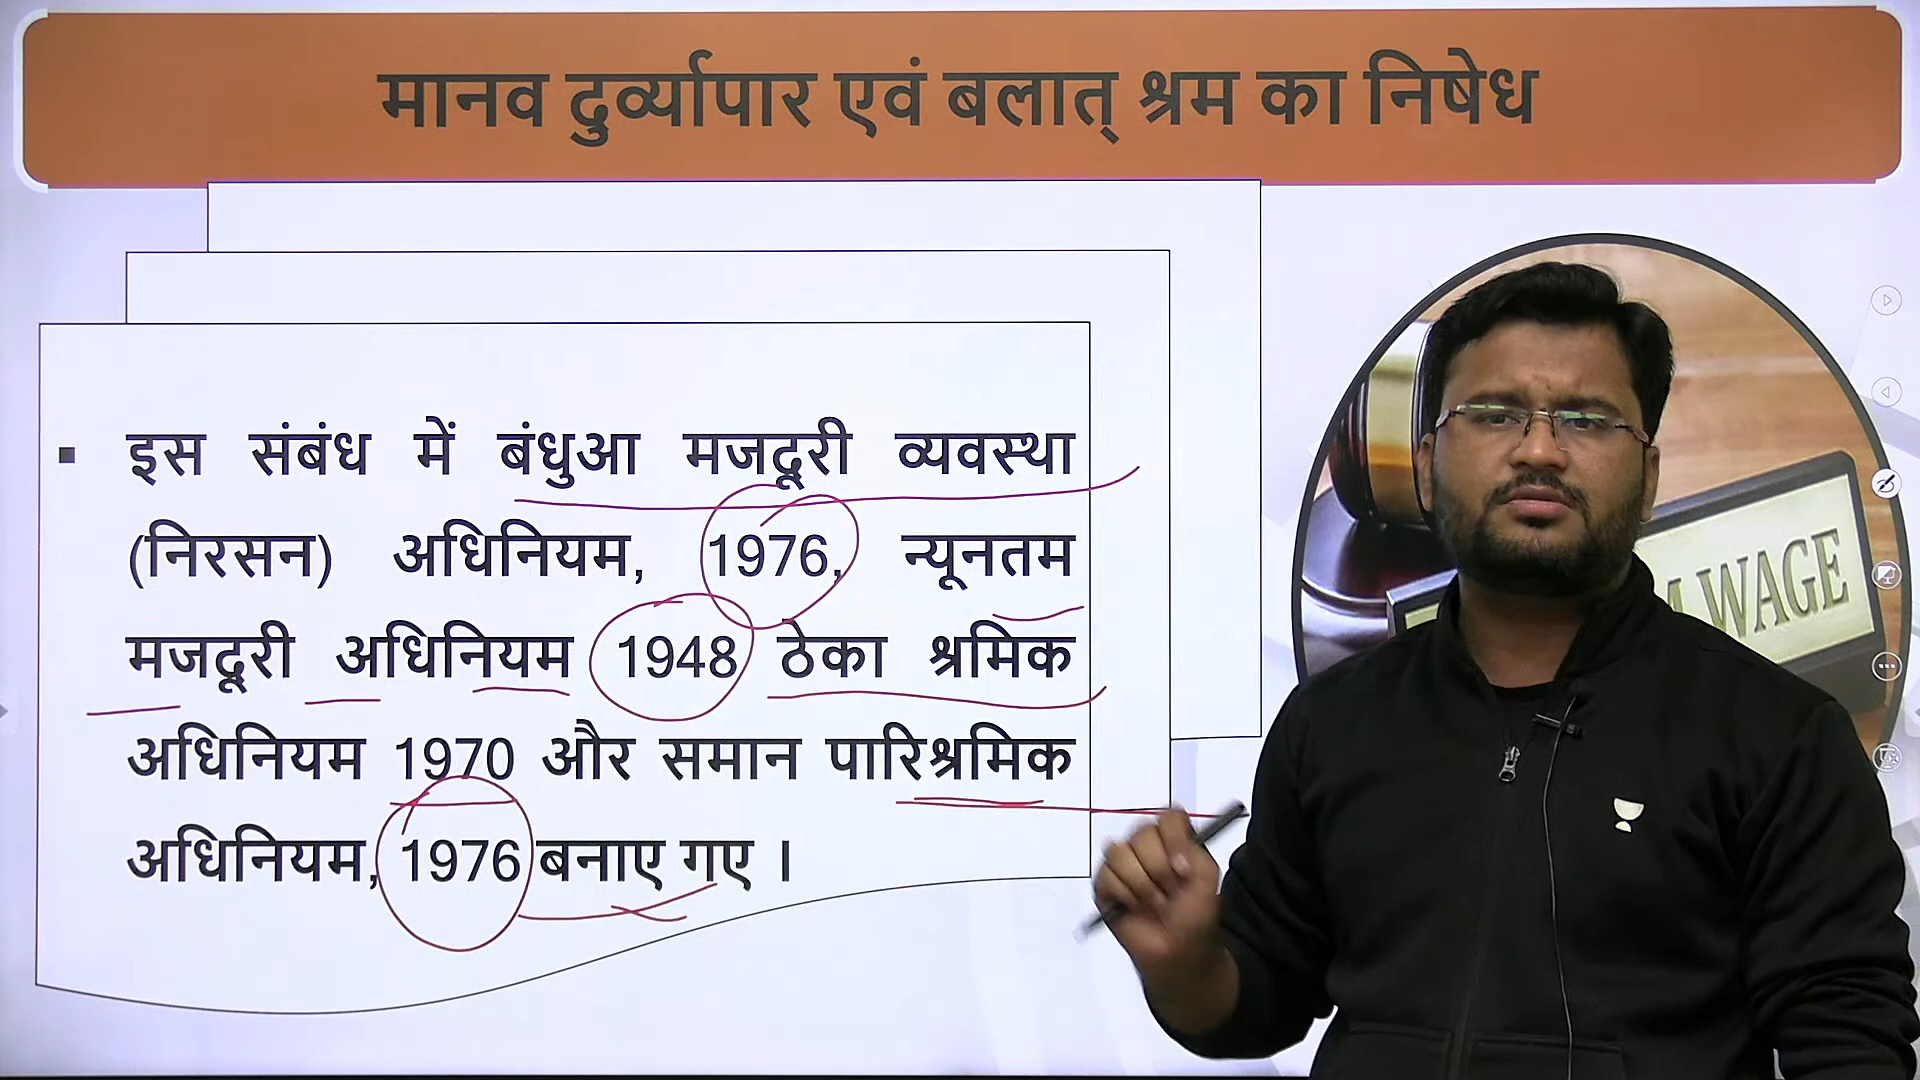 मानव दुर्व्यापार एवं बलात् श्रम का निषेध
▪ इस संबंध में बंधुआ मजदूरी व्यवस्था
(निरसन) अधिनियम, 1976, न्यूनतम
मजदूरी अधिनियम 1948 ठेका श्रमिक
अधिनियम 1970 और समान पारिश्रमिक
अधिनियम, 1976 बनाए गए ।
WAGE